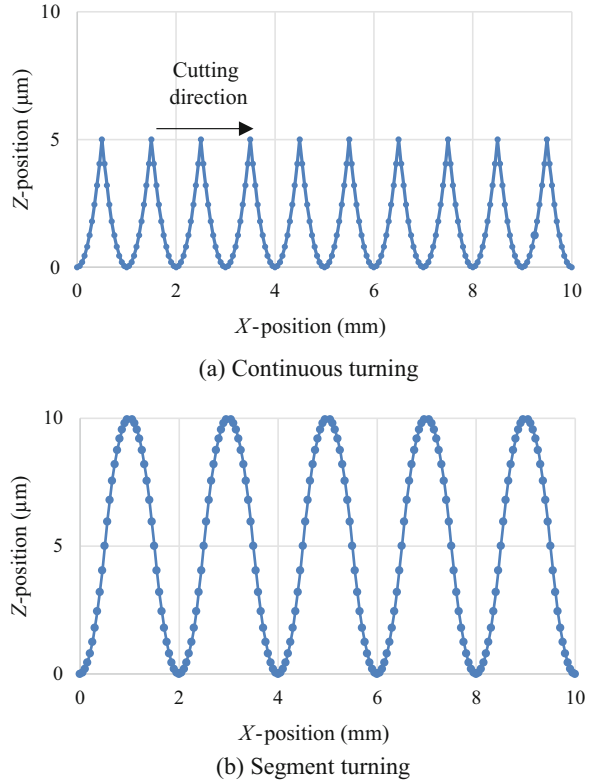 10
Cutting
direction
5
0
Z-position (µm)
0 2 4 6 8 10
X-position (mm)
(a) Continuous turning
10
5
0
Z-position (µm)
0 2 4 6 8 10
X-position (mm)
(b) Segment turning